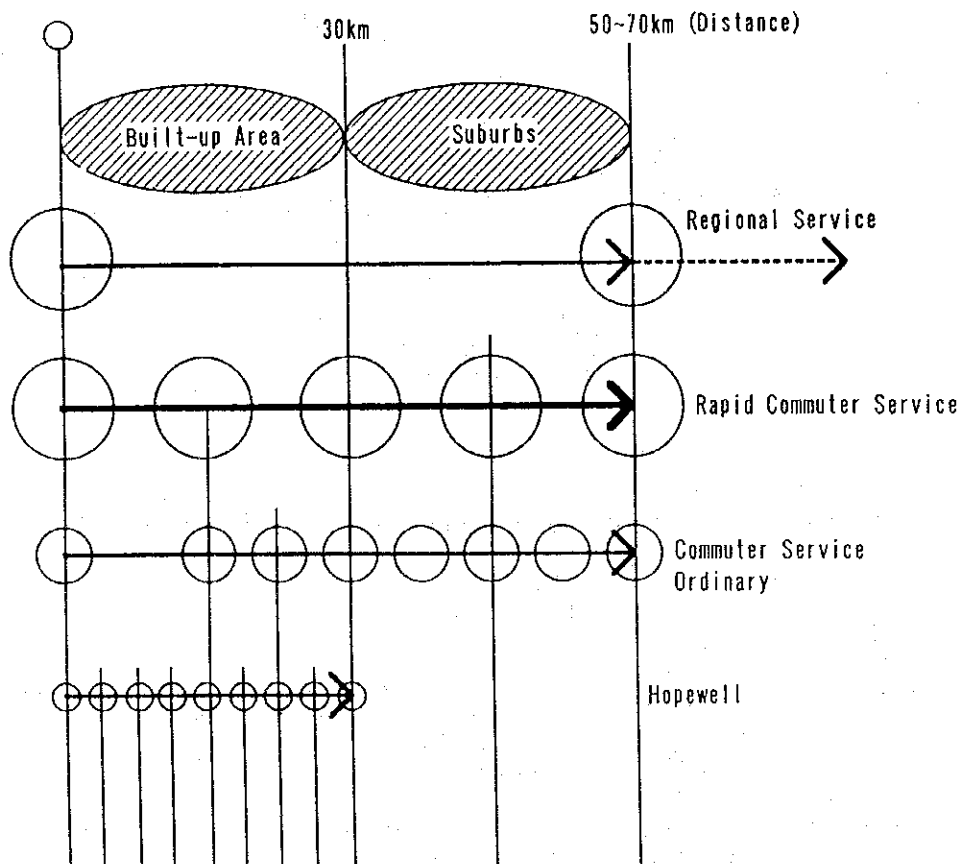 30km
50~70km (Distance)
Built-up Area
Suburbs
Regional Service
Rapid Commuter Service
Commuter Service
Ordinary
Hopewell